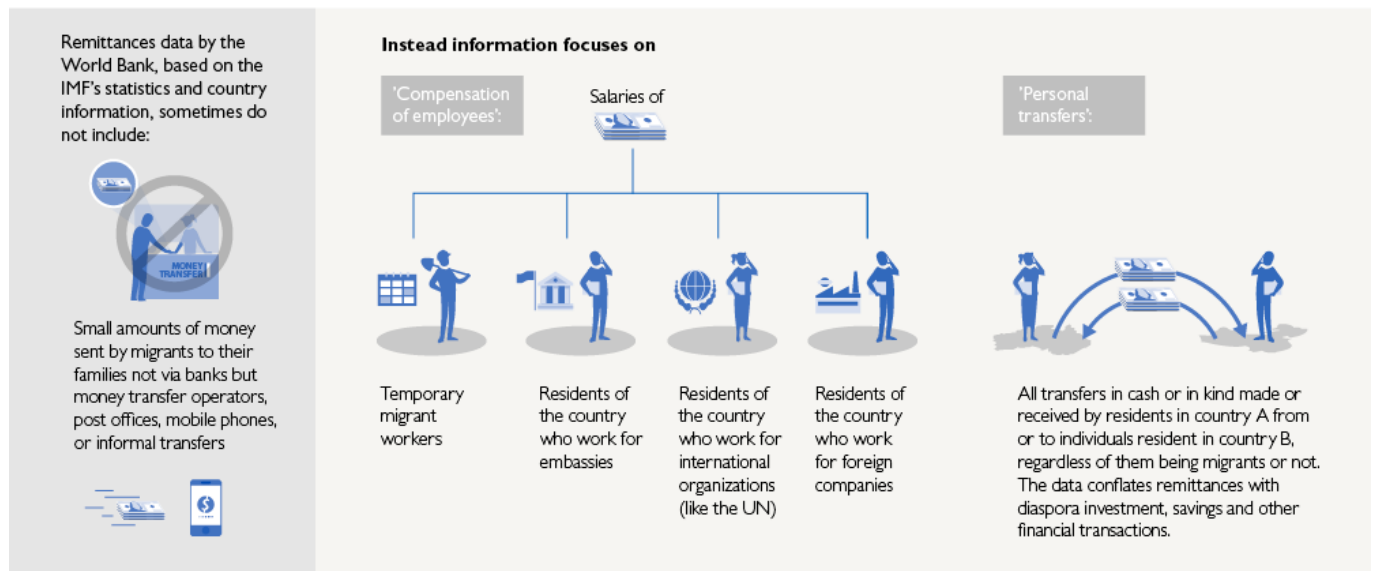 Remittances data by the
World Bank, based on the
IMF's statistics and country
information, sometimes do
not include:
MONEY
TRANSFER
Small amounts of money
sent by migrants to their
families not via banks but
money transfer operators,
post offices, mobile phones,
or informal transfers
$
Instead information focuses on
'Compensation
of employees':
Salaries of
Temporary
migrant
workers
Residents of
the country
who work for
embassies
Residents of
the country
who work for
international
organizations
(like the UN)
Residents of
the country
who work
for foreign
companies
'Personal
transfers':
All transfers in cash or in kind made or
received by residents in country A from
or to individuals resident in country B,
regardless of them being migrants or not.
The data conflates remittances with
diaspora investment, savings and other
financial transactions.